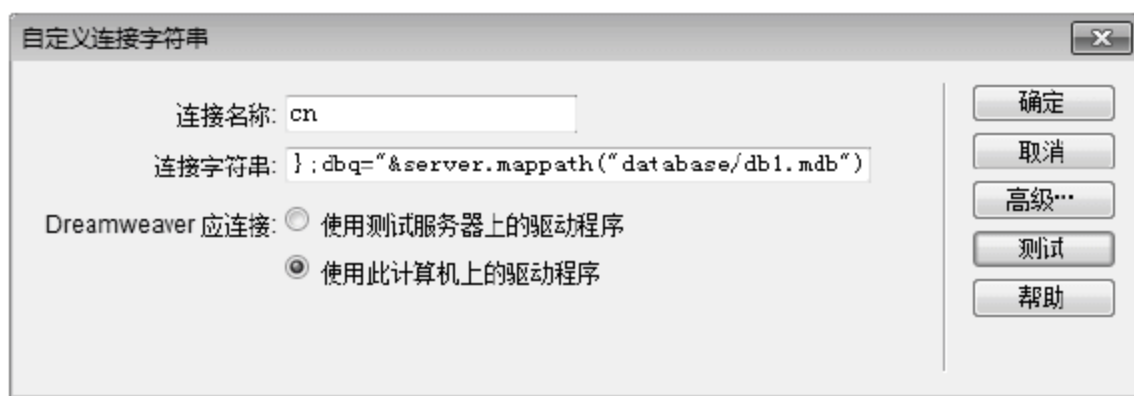 自定义连接字符串
连接名称: cn
连接字符串: };dbq="&server.mappath("database/db1.mdb")
Dreamweaver 应连接: 使用测试服务器上的驱动程序
使用此计算机上的驱动程序
确定
取消
高级…
测试
帮助